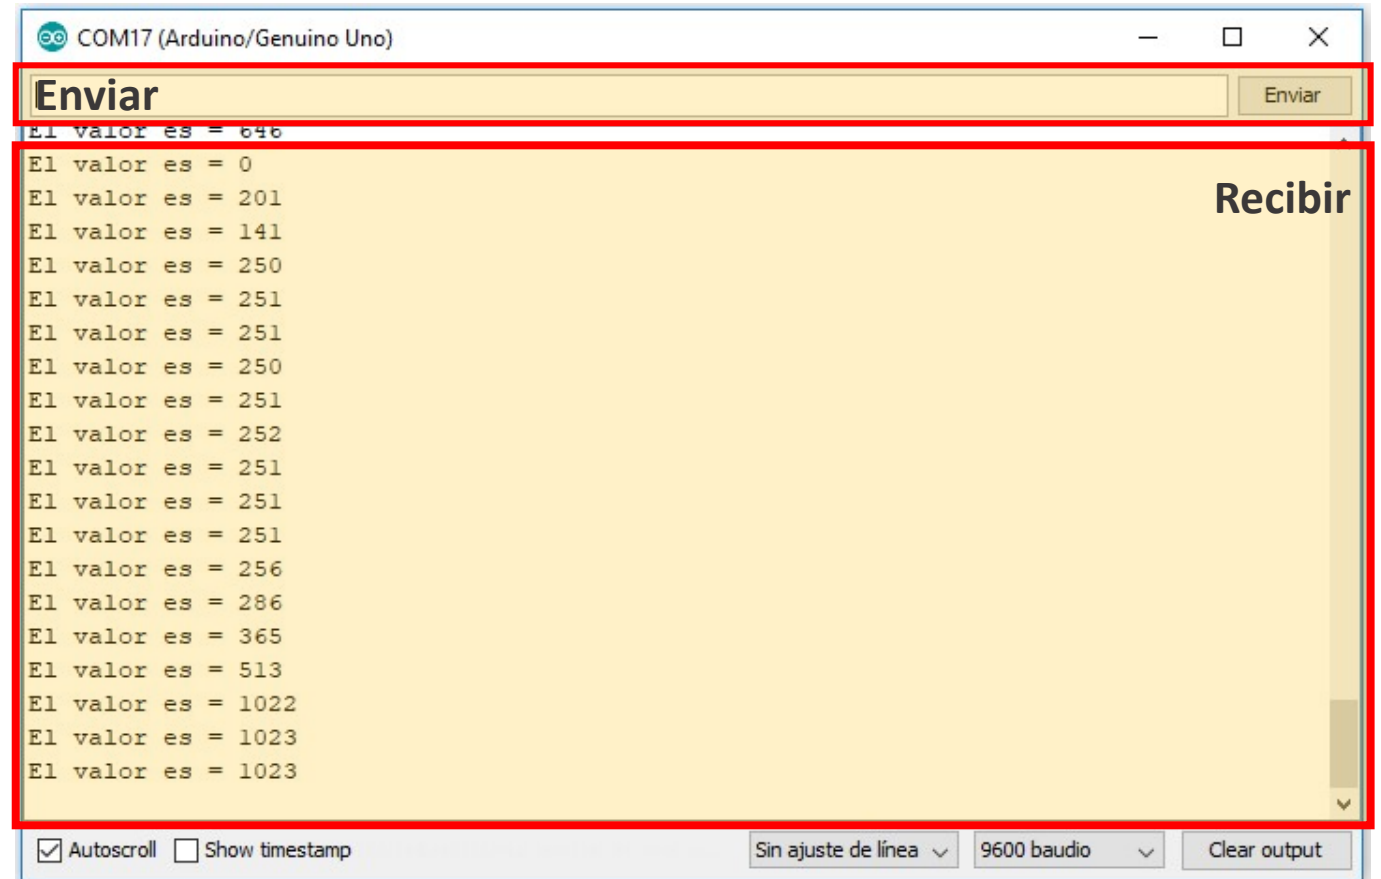 COM17 (Arduino/Genuino Uno)
Enviar Enviar
El valor es = 646
El valor es = 0
Recibir
El valor es = 201
El valor es = 141
El valor es = 250
El valor es = 251
El valor es = 251
El valor es = 250
El valor es = 251
El valor es = 252
El valor es = 251
El valor es = 251
El valor es = 251
El valor es = 256
El valor es = 286
El valor es = 365
El valor es = 513
El valor es = 1022
El valor es = 1023
El valor es = 1023
Autoscroll Show timestamp Sin ajuste de línea 9600 baudio Clear output